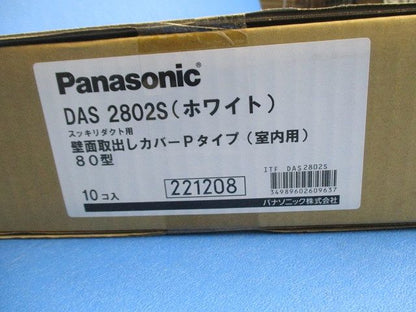 Panasonic
DAS 2802S(ホワイト)
スッキリダクト用
壁面取出しカバーPタイプ(室内用)
80型
10コ入
221208
ITF DAS2802S
34989602609637
パナソニック株式会社